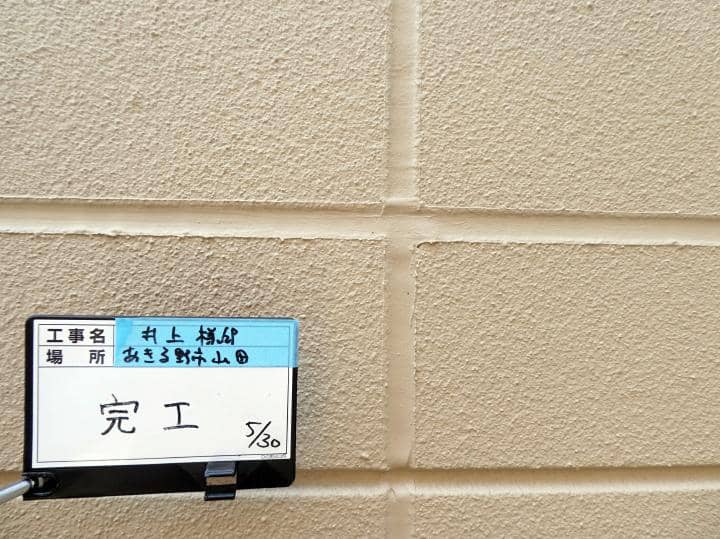 工事名 井上様邸
場所 あきる野市山田
完工
5/30